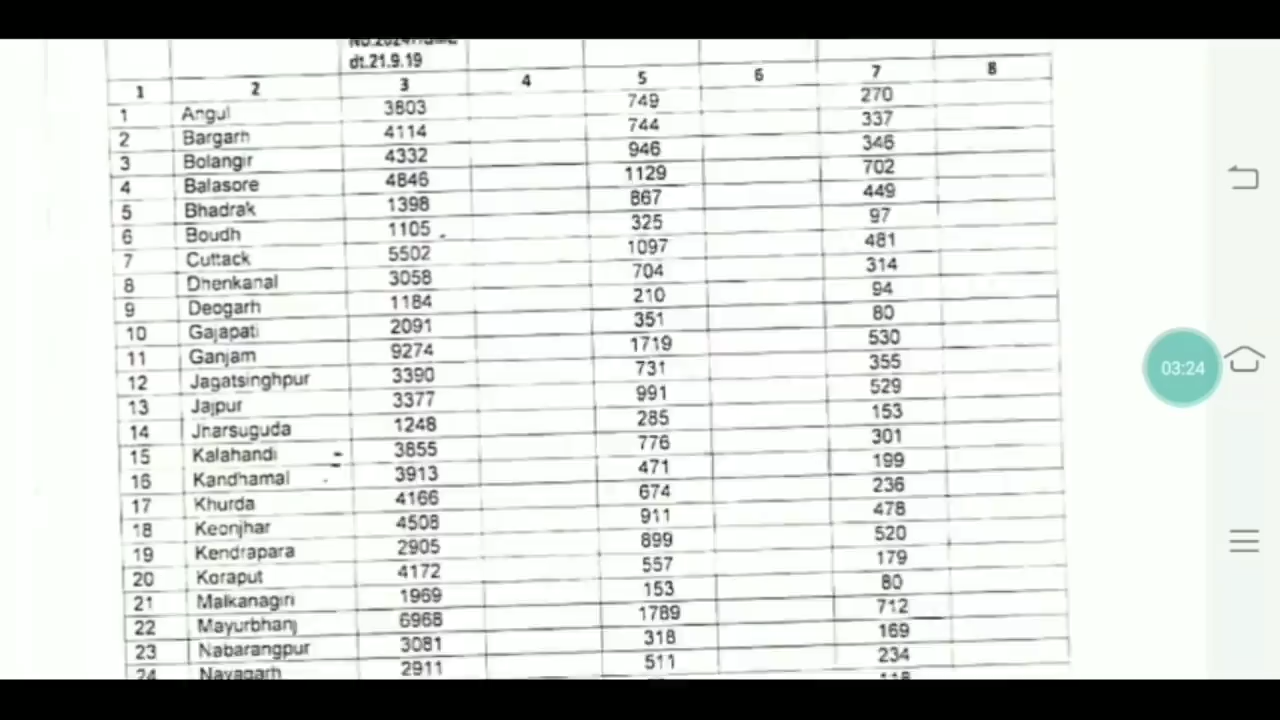 dt.21.9.19
1 2 3 4 5 6 7 8
1 Angul 3803 749 270
2 Bargarh 4114 744 337
3 Bolangir 4332 946 346
4 Balasore 4846 1129 702
5 Bhadrak 1398 867 449
6 Boudh 1105 325 97
7 Cuttack 5502 1097 481
8 Dhenkanal 3058 704 314
9 Deogarh 1184 210 94
10 Gajapati 2091 351 80
11 Ganjam 9274 1719 530
12 Jagatsinghpur 3390 731 355
13 Jajpur 3377 991 529
14 Jharsuguda 1248 285 153
15 Kalahandi 3855 776 301
16 Kandhamal 3913 471 199
17 Khurda 4166 674 236
18 Keonjhar 4508 911 478
19 Kendrapara 2905 899 520
20 Koraput 4172 557 179
21 Malkanagiri 1969 153 80
22 Mayurbhanj 6968 1789 712
23 Nabarangpur 3081 318 169
24 Nayagarh 2911 511 234
03:24